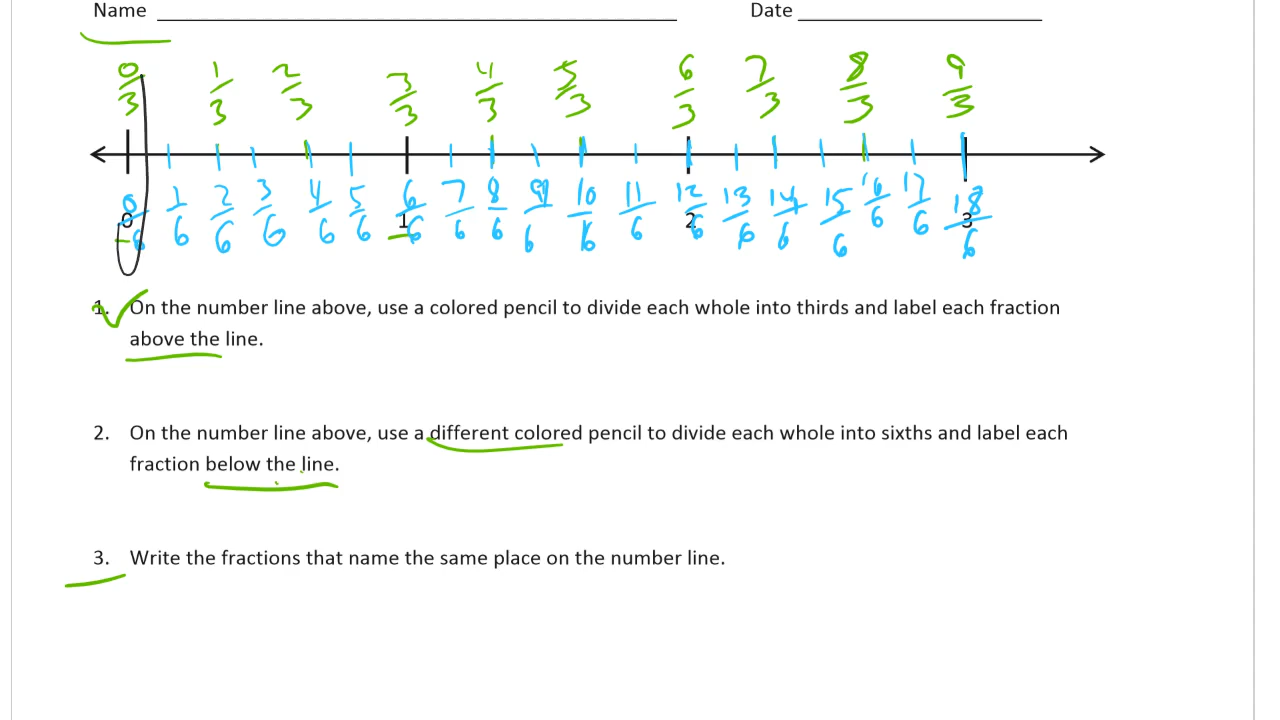 Name Date
0/3 1/3 2/3 3/3 4/3 5/3 6/3 7/3 8/3 9/3
0/6 1/6 2/6 3/6 4/6 5/6 6/6 7/6 8/6 9/6 10/6 11/6 12/6 13/6 14/6 15/6 16/6 17/6 18/6
0 1 2 3
1. On the number line above, use a colored pencil to divide each whole into thirds and label each fraction
above the line.
2. On the number line above, use a different colored pencil to divide each whole into sixths and label each
fraction below the line.
3. Write the fractions that name the same place on the number line.